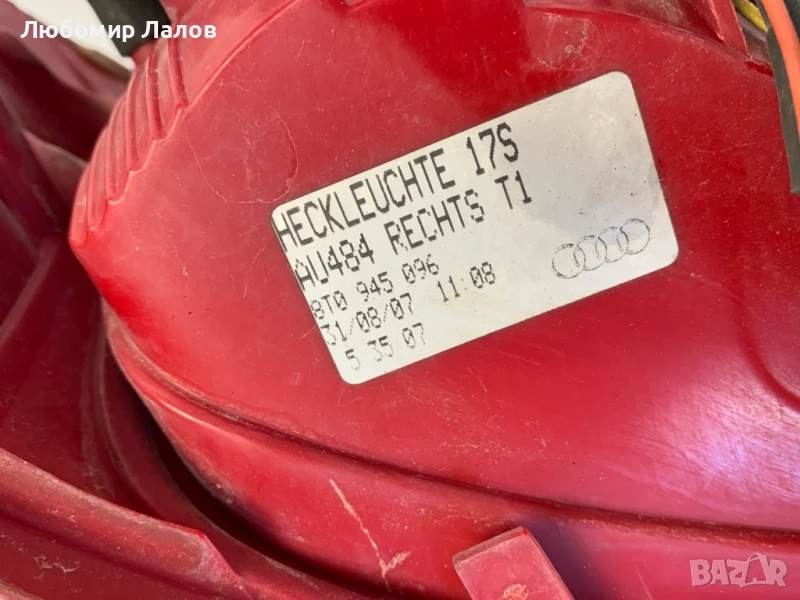 Любомир Лалов
HECKLEUCHTE 17S
AU484 RECHTS T1
8T0 945 096
31/08/07 11:08
5 35 07
BAZAR